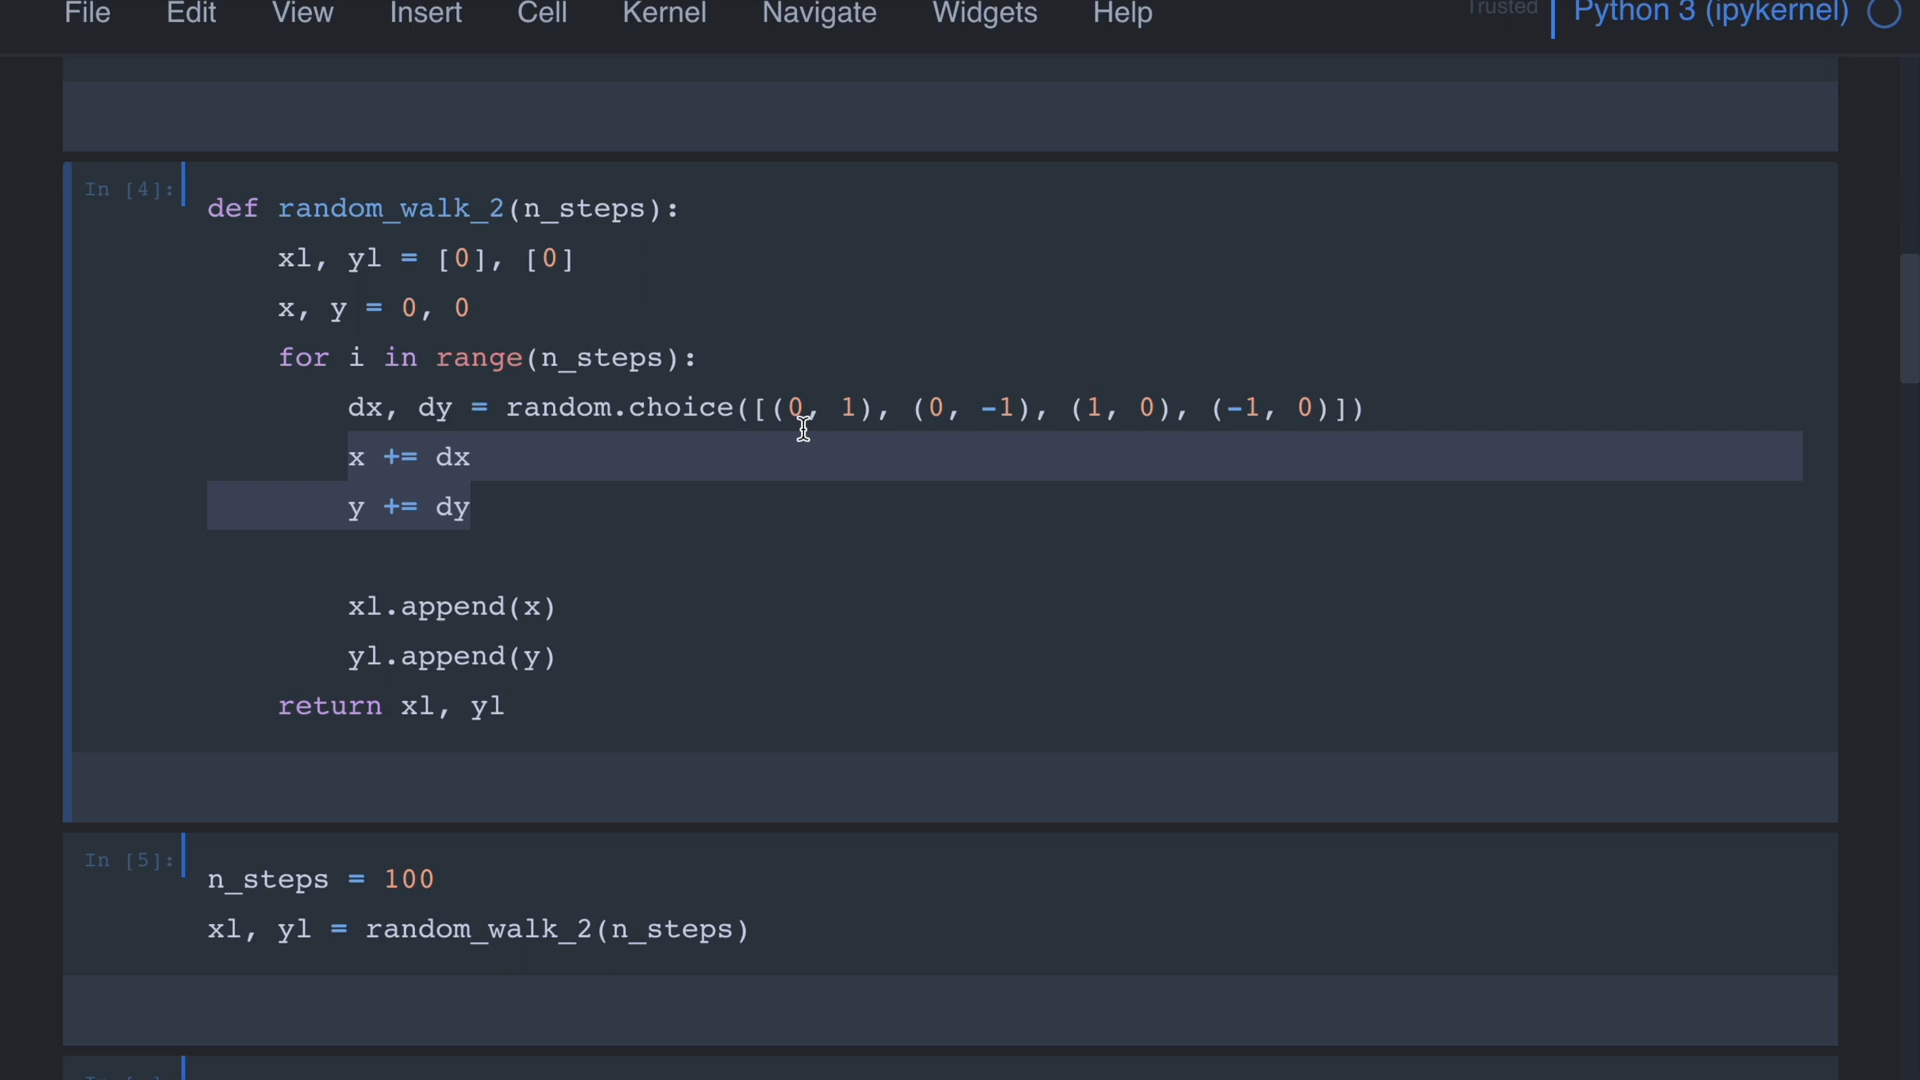 File Edit View Insert Cell Kernel Navigate Widgets Help Trusted Python 3 (ipykernel)
In [4]:
def random_walk_2(n_steps):
    xl, yl = [0], [0]
    x, y = 0, 0
    for i in range(n_steps):
        dx, dy = random.choice([(0, 1), (0, -1), (1, 0), (-1, 0)])
        x += dx
        y += dy

        xl.append(x)
        yl.append(y)
    return xl, yl
In [5]:
n_steps = 100
xl, yl = random_walk_2(n_steps)